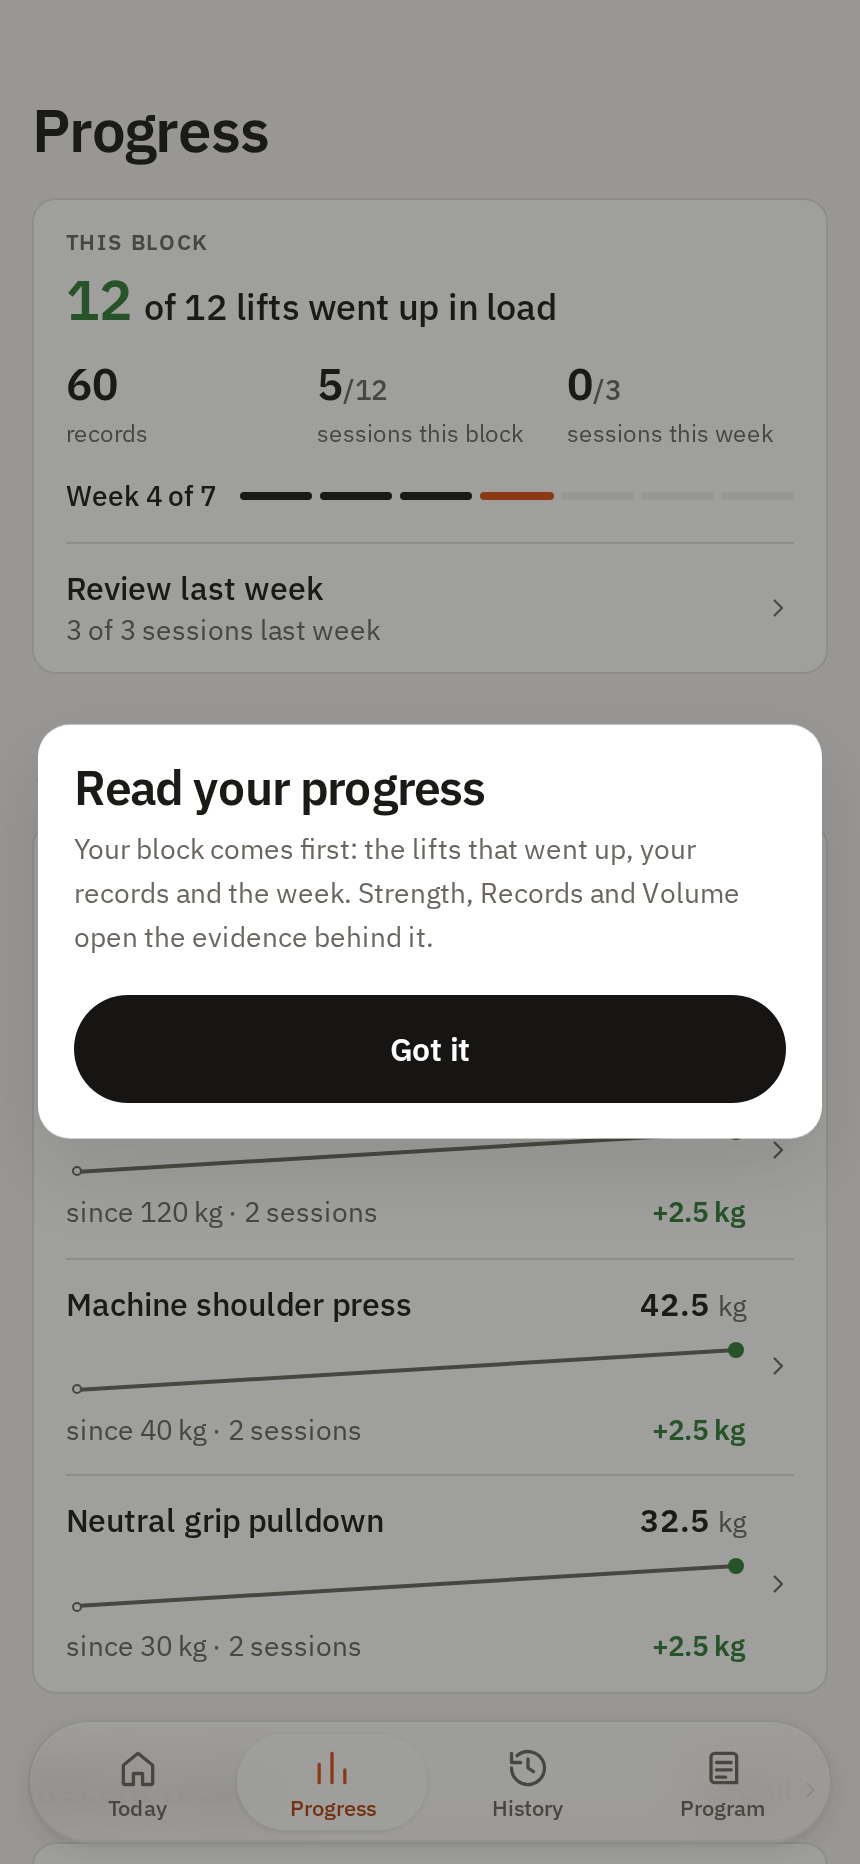 Progress
THIS BLOCK
12 of 12 lifts went up in load
60
5/12
0/3
records
sessions this block
sessions this week
Week 4 of 7
Review last week
3 of 3 sessions last week
Read your progress
Your block comes first: the lifts that went up, your
records and the week. Strength, Records and Volume
open the evidence behind it.
Got it
since 120 kg · 2 sessions
+2.5 kg
Machine shoulder press
42.5 kg
since 40 kg · 2 sessions
+2.5 kg
Neutral grip pulldown
32.5 kg
since 30 kg · 2 sessions
+2.5 kg
Today
Progress
History
Program